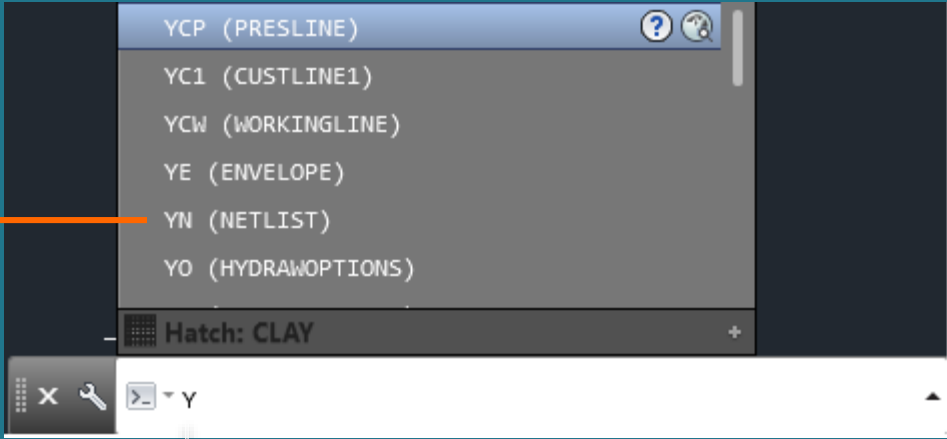 YCP (PRESLINE)
YC1 (CUSTLINE1)
YCW (WORKINGLINE)
YE (ENVELOPE)
YN (NETLIST)
YO (HYDRAWOPTIONS)
Hatch: CLAY
Y